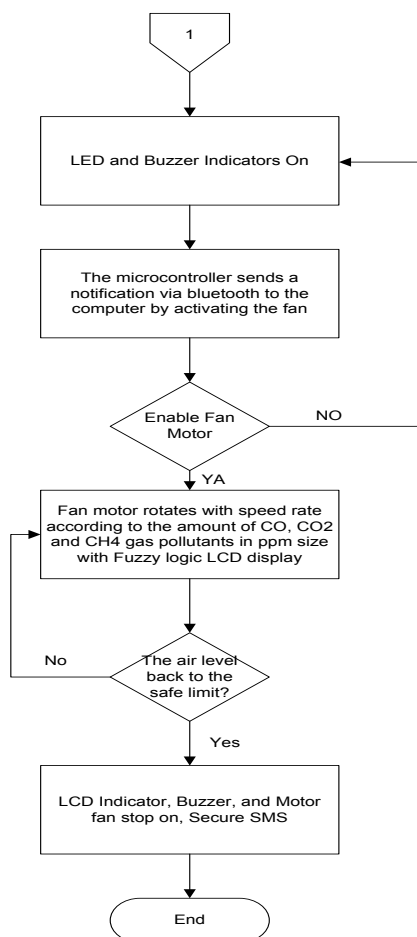 1
LED and Buzzer Indicators On
The microcontroller sends a
notification via bluetooth to the
computer by activating the fan
Enable Fan
Motor
NO
YA
Fan motor rotates with speed rate
according to the amount of CO, CO2
and CH4 gas pollutants in ppm size
with Fuzzy logic LCD display
No
The air level
back to the
safe limit?
Yes
LCD Indicator, Buzzer, and Motor
fan stop on, Secure SMS
End